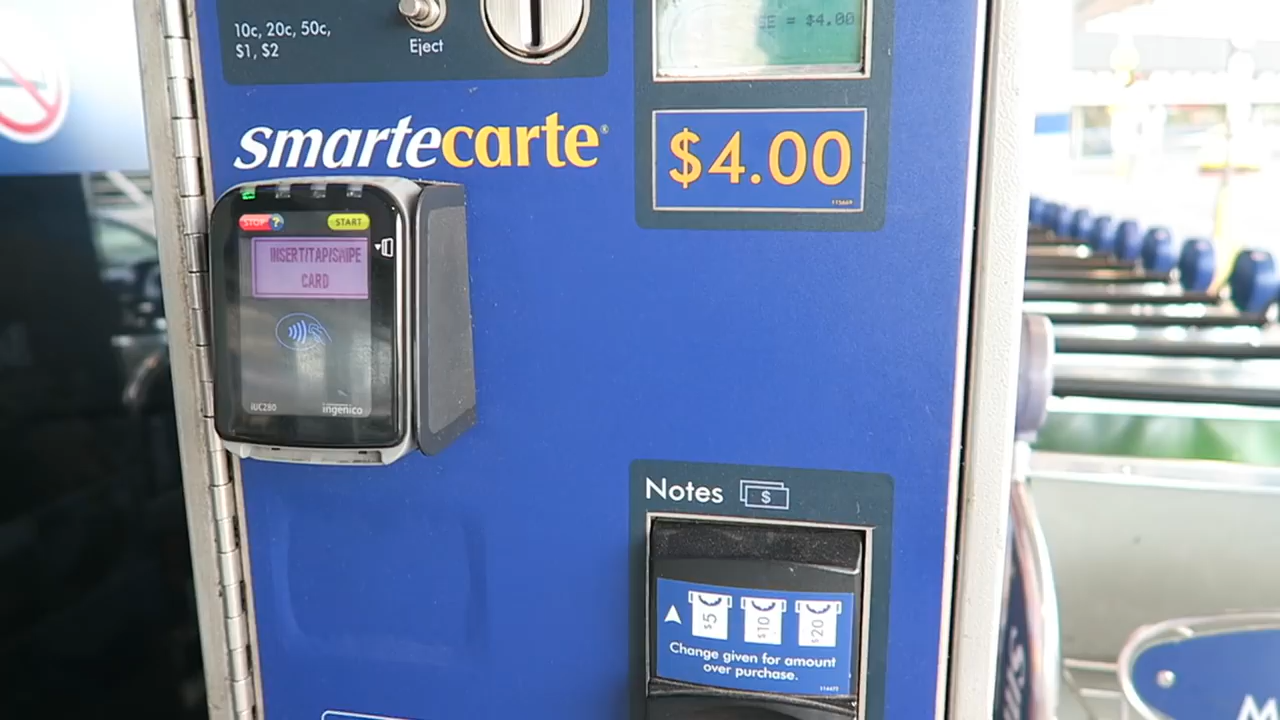 10c, 20c, 50c,
$1, $2
Eject
E = $4.00
smartecarte
$4.00
STOP ? START
INSERT/TAP/SWIPE
CARD
iUC280
ingenico
Notes $
$5 $10 $20
Change given for amount
over purchase.
M